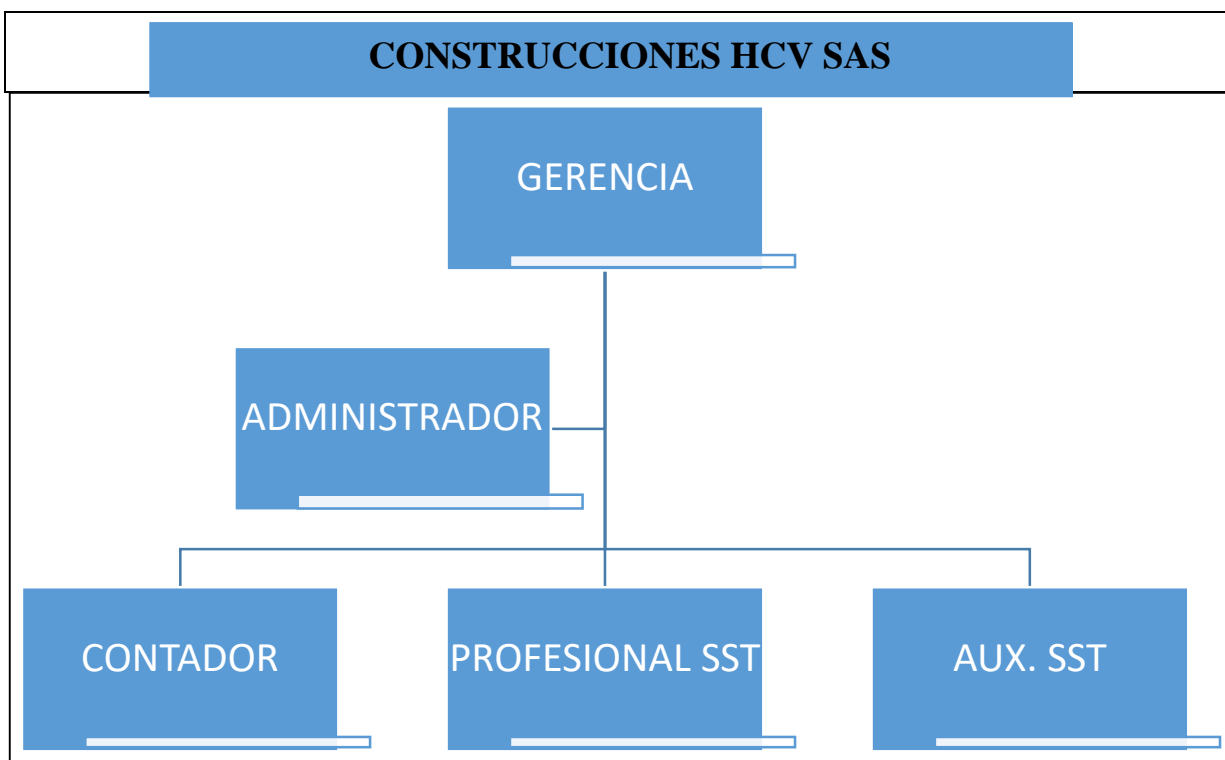 CONSTRUCCIONES HCV SAS
GERENCIA
ADMINISTRADOR
CONTADOR
PROFESIONAL SST
AUX. SST